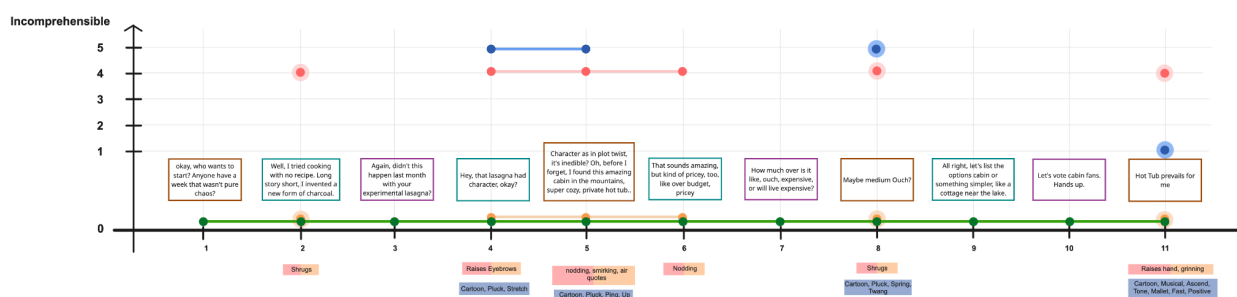 Incomprehensible
5
4
3
2
1
0
okay, who wants to
start? Anyone have a
week that wasn't pure
chaos?
Well, I tried cooking
with no recipe. Long
story short, I invented a
new form of charcoal.
Again, didn't this
happen last month
with your
experimental lasagna?
Hey, that lasagna had
character, okay?
Character as in plot twist,
it's inedible? Oh, before I
forget, I found this amazing
cabin in the mountains,
super cozy, private hot tub..
That sounds amazing,
but kind of pricey, too,
like over budget,
pricey
How much over is it
like, ouch, expensive,
or will live expensive?
Maybe medium Ouch?
All right, let's list the
options cabin or
something simpler, like a
cottage near the lake.
Let's vote cabin fans.
Hands up.
Hot Tub prevails for
me
1
2
3
4
5
6
7
8
9
10
11
Shrugs
Raises Eyebrows
Cartoon, Pluck, Stretch
nodding, smirking, air
quotes
Cartoon, Pluck, Ping, Up
Nodding
Shrugs
Cartoon, Pluck, Spring,
Twang
Raises hand, grinning
Cartoon, Musical, Ascend,
Tone, Mallet, Fast, Positive